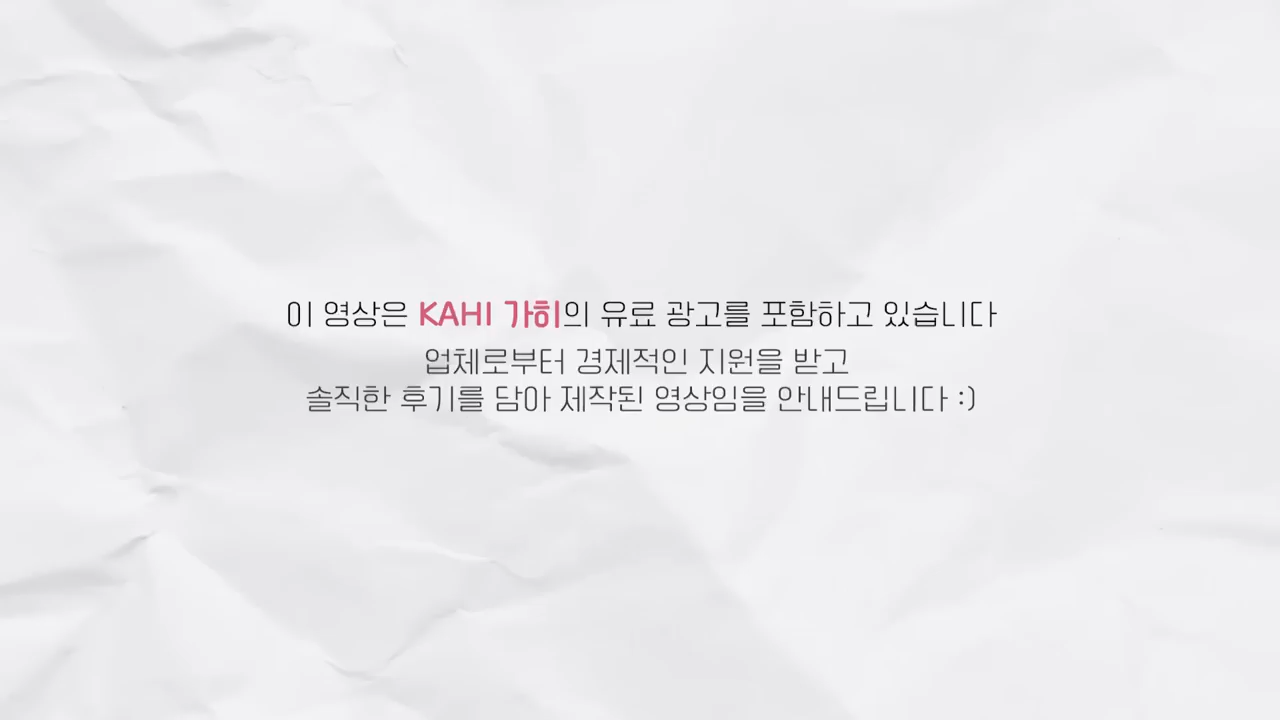 이 영상은 KAHI 가히의 유료 광고를 포함하고 있습니다
업체로부터 경제적인 지원을 받고
솔직한 후기를 담아 제작된 영상임을 안내드립니다 :)